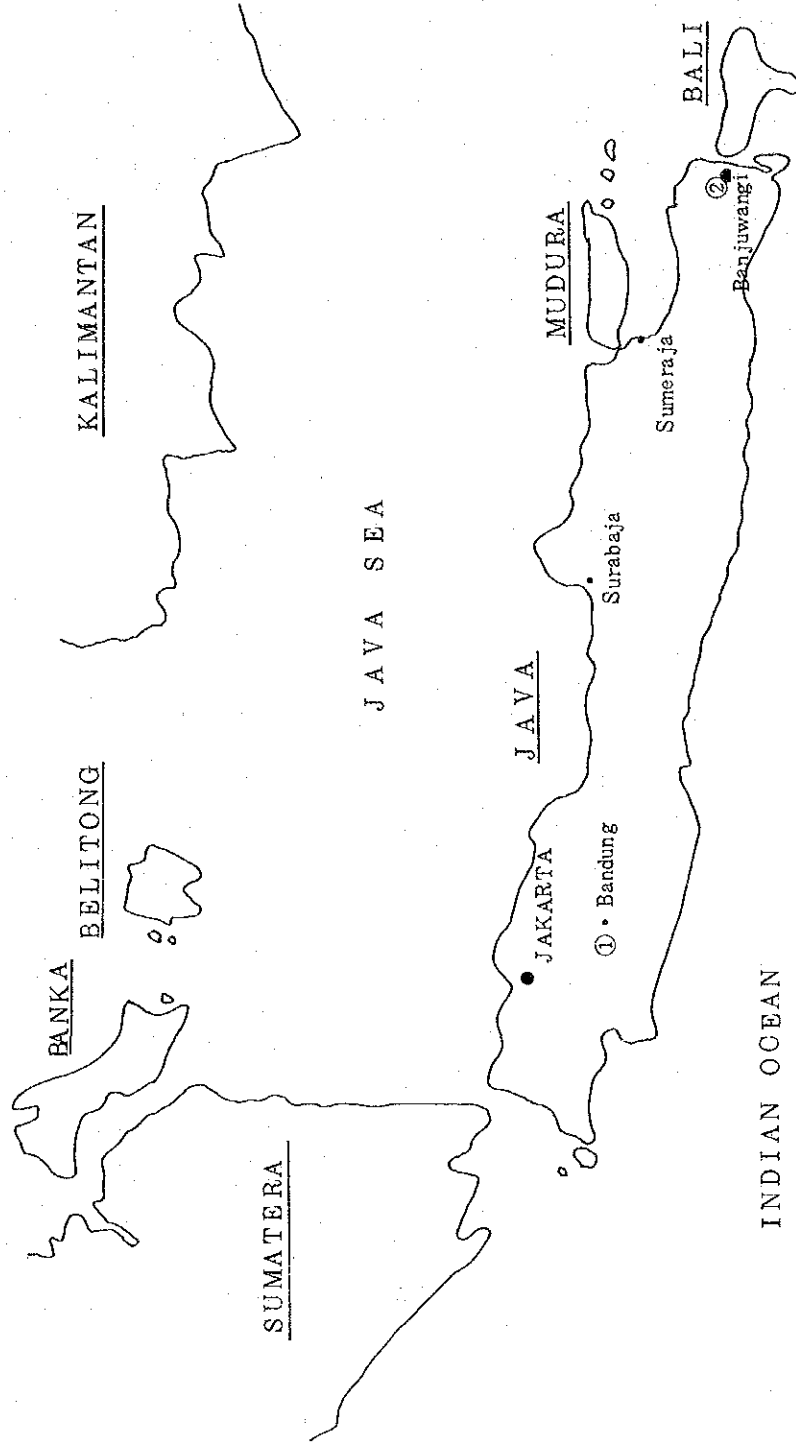 KALIMANTAN
BANKA
BELITONG
SUMATERA
JAVA SEA
MUDURA
BALI
JAVA
JAKARTA
① Bandung
Surabaja
Sumeraja
②
Banjuwangi
INDIAN OCEAN